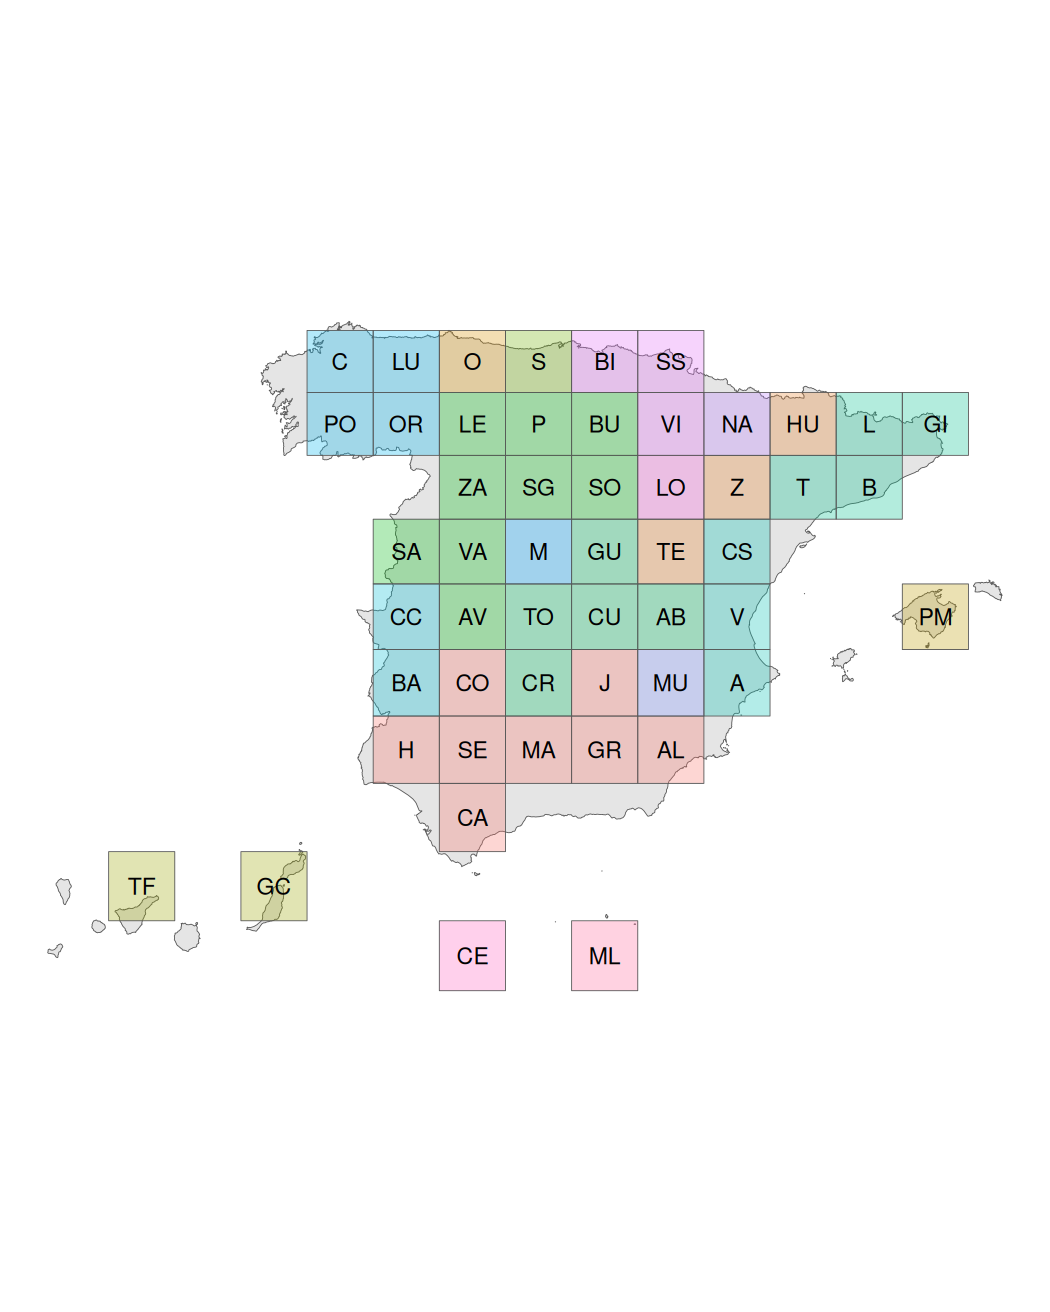 C LU O S BI SS
PO OR LE P BU VI NA HU L GI
ZA SG SO LO Z T B
SA VA M GU TE CS
CC AV TO CU AB V PM
BA CO CR J MU A
H SE MA GR AL
CA
TF GC
CE ML